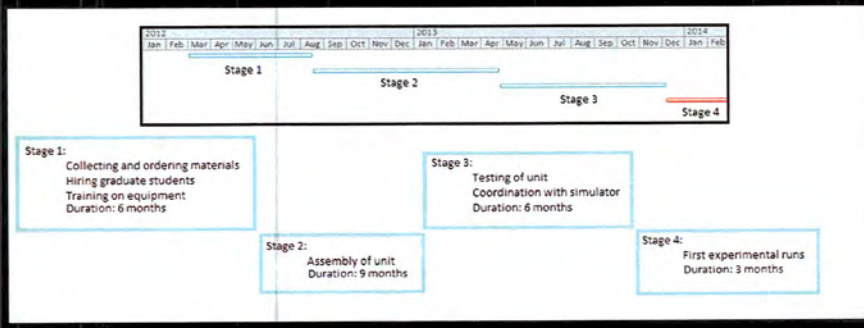 2012 2013 2014
Jan Feb Mar Apr May Jun Jul Aug Sep Oct Nov Dec Jan Feb Mar Apr May Jun Jul Aug Sep Oct Nov Dec Jan Feb
Stage 1
Stage 2
Stage 3
Stage 4
Stage 1:
Collecting and ordering materials
Hiring graduate students
Training on equipment
Duration: 6 months
Stage 2:
Assembly of unit
Duration: 9 months
Stage 3:
Testing of unit
Coordination with simulator
Duration: 6 months
Stage 4:
First experimental runs
Duration: 3 months